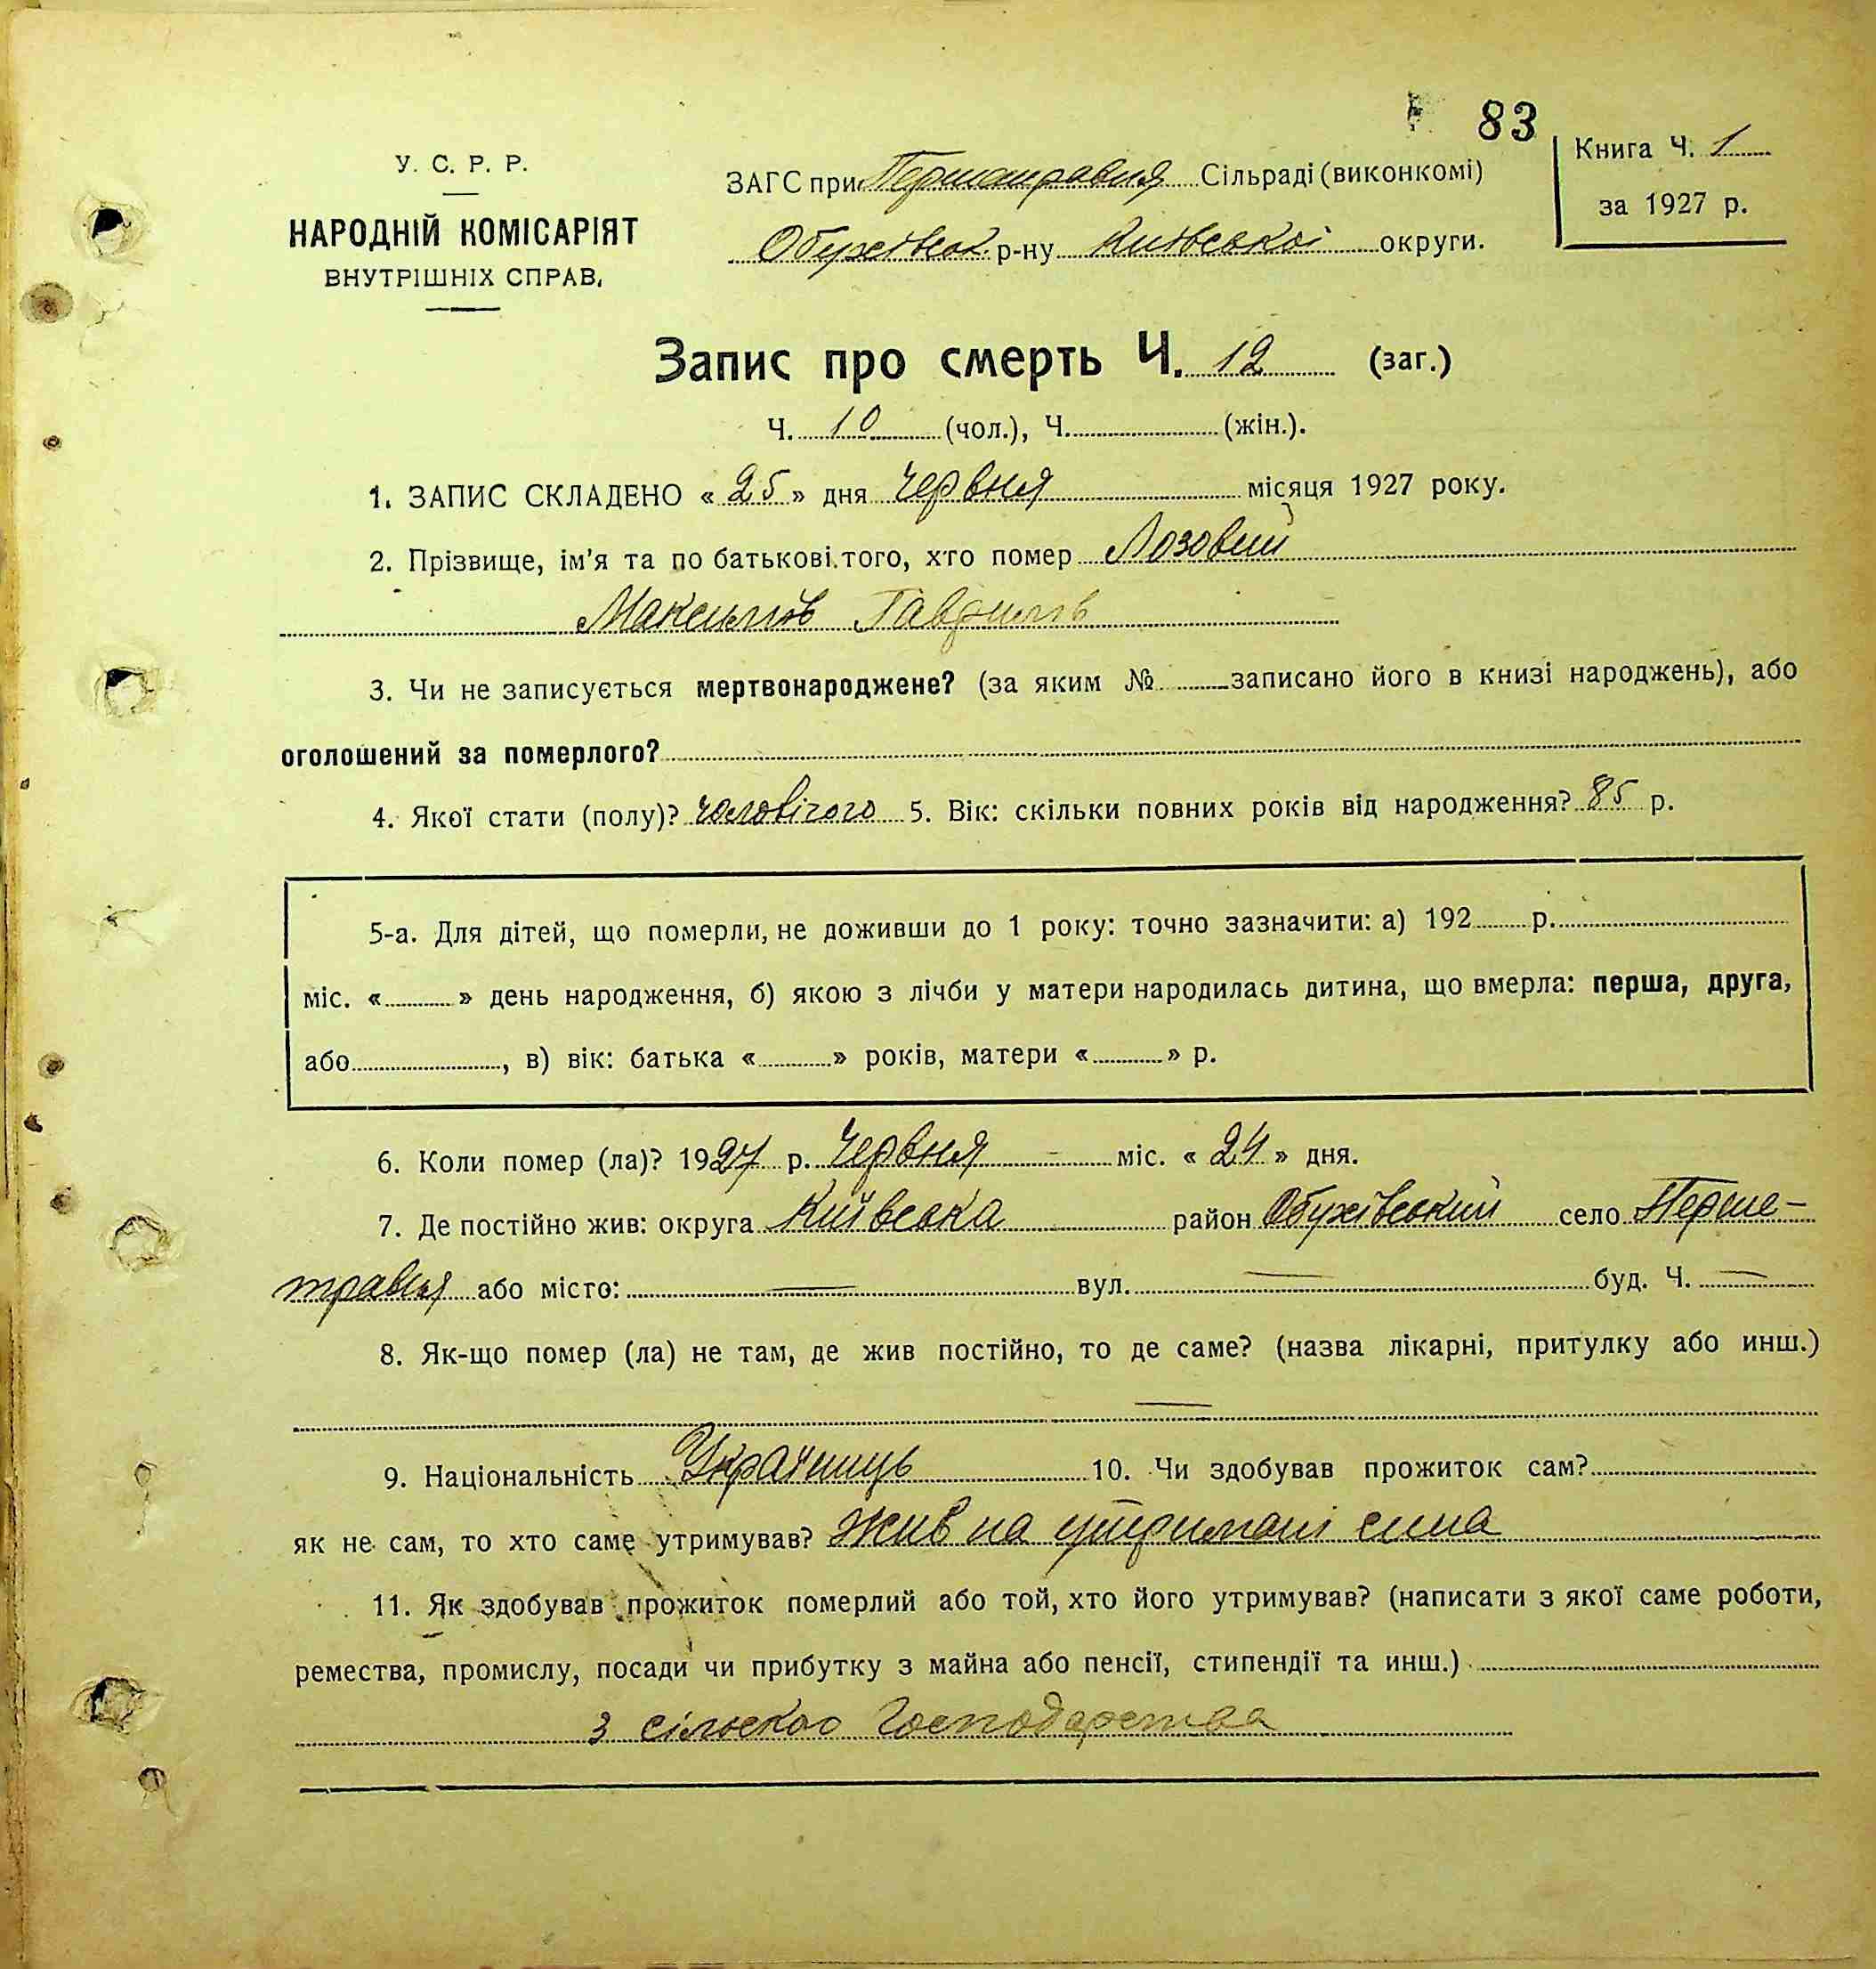 83
У. С. Р. Р.
НАРОДНІЙ КОМІСАРІЯТ
ВНУТРІШНІХ СПРАВ.
ЗАГС при Першотравня Сільраді (виконкомі)
Обухівськ. р-ну Київської округи.
Книга Ч. 1
за 1927 р.
Запис про смерть Ч. 12 (заг.)
Ч. 10 (чол.), Ч. (жін.).
1. ЗАПИС СКЛАДЕНО « 25 » дня Червня місяця 1927 року.
2. Прізвище, ім'я та по батькові того, хто помер Лозовий
Максимів Гаврилів
3. Чи не записується мертвонароджене? (за яким № записано його в книзі народжень), або
оголошений за померлого?
4. Якої стати (полу)? чоловічого 5. Вік: скільки повних років від народження? 85 р.
5-а. Для дітей, що померли, не доживши до 1 року: точно зазначити: а) 192 р.
міс. « » день народження, б) якою з лічби у матери народилась дитина, що вмерла: перша, друга,
або , в) вік: батька « » років, матери « » р.
6. Коли помер (ла)? 1927 р. Червня міс. « 24 » дня.
7. Де постійно жив: округа Київська район Обухівський село Перше-
травня або місто: — вул. — буд. Ч. —
8. Як-що помер (ла) не там, де жив постійно, то де саме? (назва лікарні, притулку або инш.)
—
9. Національність Українць 10. Чи здобував прожиток сам?
як не сам, то хто саме утримував? Жив на утримані сина
11. Як здобував прожиток померлий або той, хто його утримував? (написати з якої саме роботи,
ремества, промислу, посади чи прибутку з майна або пенсії, стипендії та инш.)
з сільског Господарства